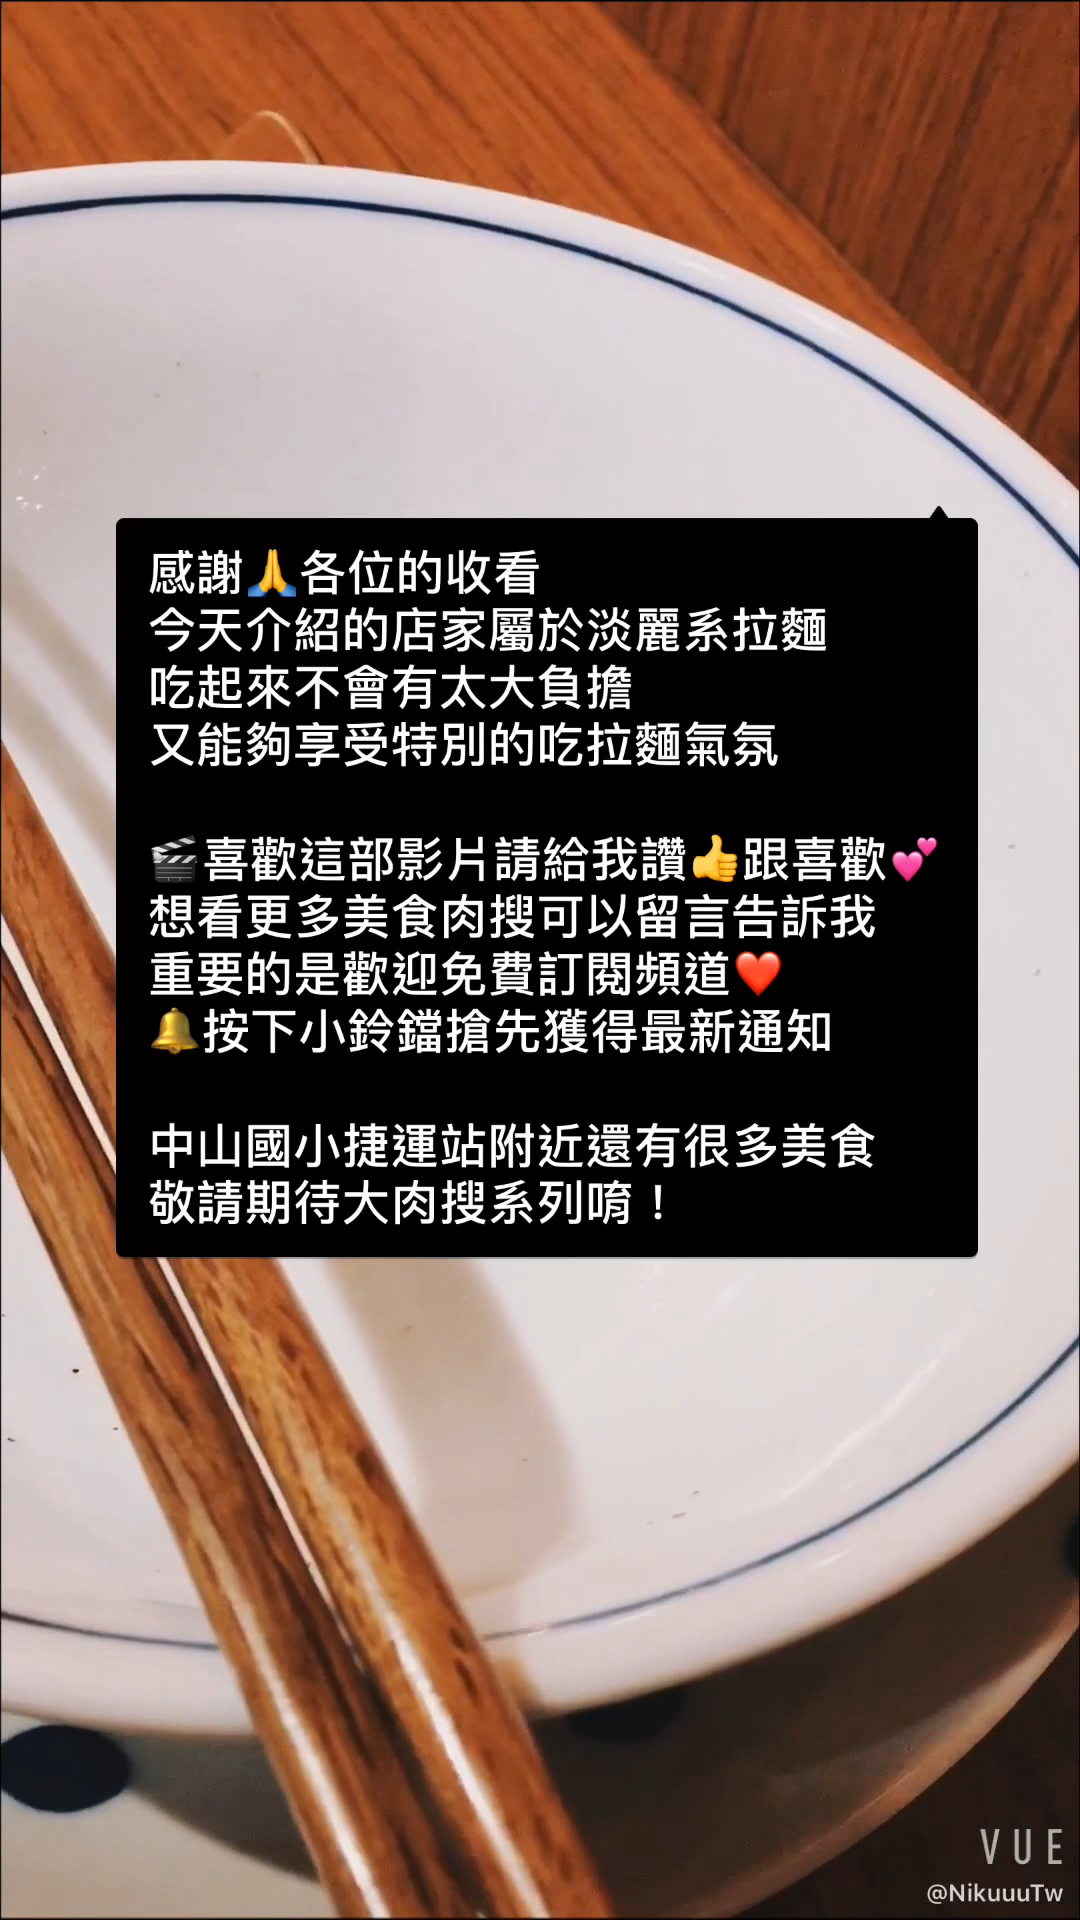 感謝🙏各位的收看
今天介紹的店家屬於淡麗系拉麵
吃起來不會有太大負擔
又能夠享受特別的吃拉麵氣氛
🎬喜歡這部影片請給我讚👍跟喜歡💕
想看更多美食肉搜可以留言告訴我
重要的是歡迎免費訂閱頻道❤️
🔔按下小鈴鐺搶先獲得最新通知
中山國小捷運站附近還有很多美食
敬請期待大肉搜系列唷！
VUE
@NikuuuTw